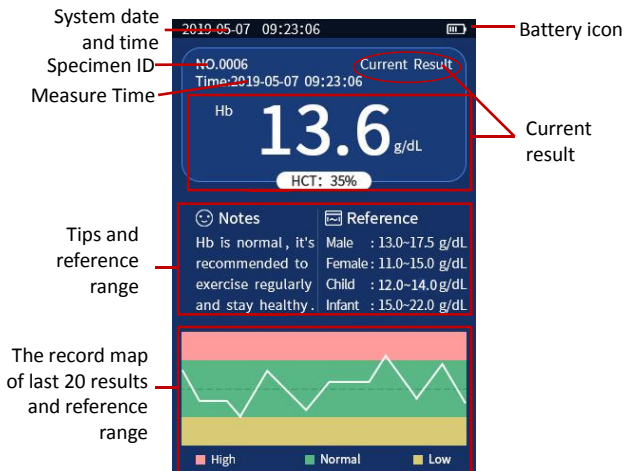 System date
and time
Specimen ID
Measure Time
2019-05-07 09:23:06
Battery icon
NO.0006
Current Result
Time:2019-05-07 09:23:06
Hb
13.6 g/dL
HCT: 35%
Current
result
Tips and
reference
range
Notes
Hb is normal, it's
recommended to
exercise regularly
and stay healthy.
Reference
Male : 13.0~17.5 g/dL
Female: 11.0~15.0 g/dL
Child : 12.0~14.0 g/dL
Infant : 15.0~22.0 g/dL
The record map
of last 20 results
and reference
range
High Normal Low